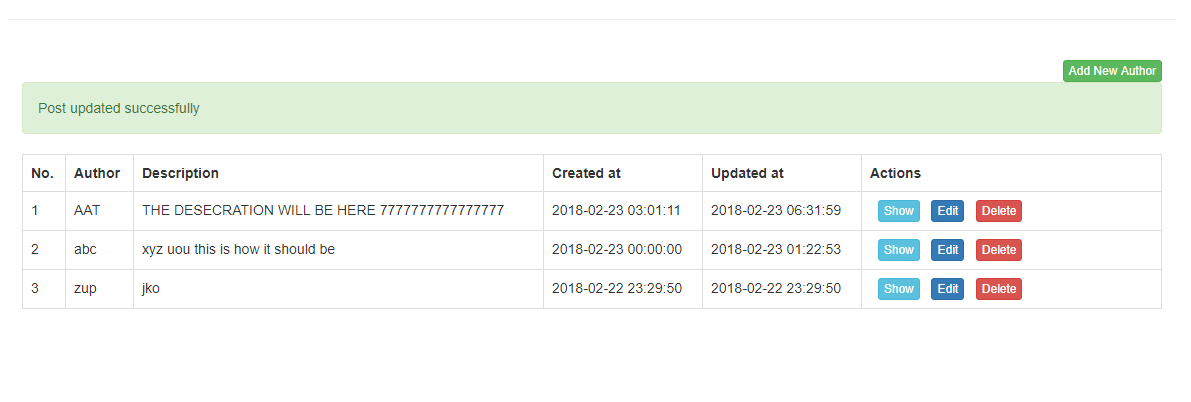 Add New Author
Post updated successfully
No. Author Description Created at Updated at Actions
1 AAT THE DESECRATION WILL BE HERE 7777777777777777 2018-02-23 03:01:11 2018-02-23 06:31:59 Show Edit Delete
2 abc xyz uou this is how it should be 2018-02-23 00:00:00 2018-02-23 01:22:53 Show Edit Delete
3 zup jko 2018-02-22 23:29:50 2018-02-22 23:29:50 Show Edit Delete